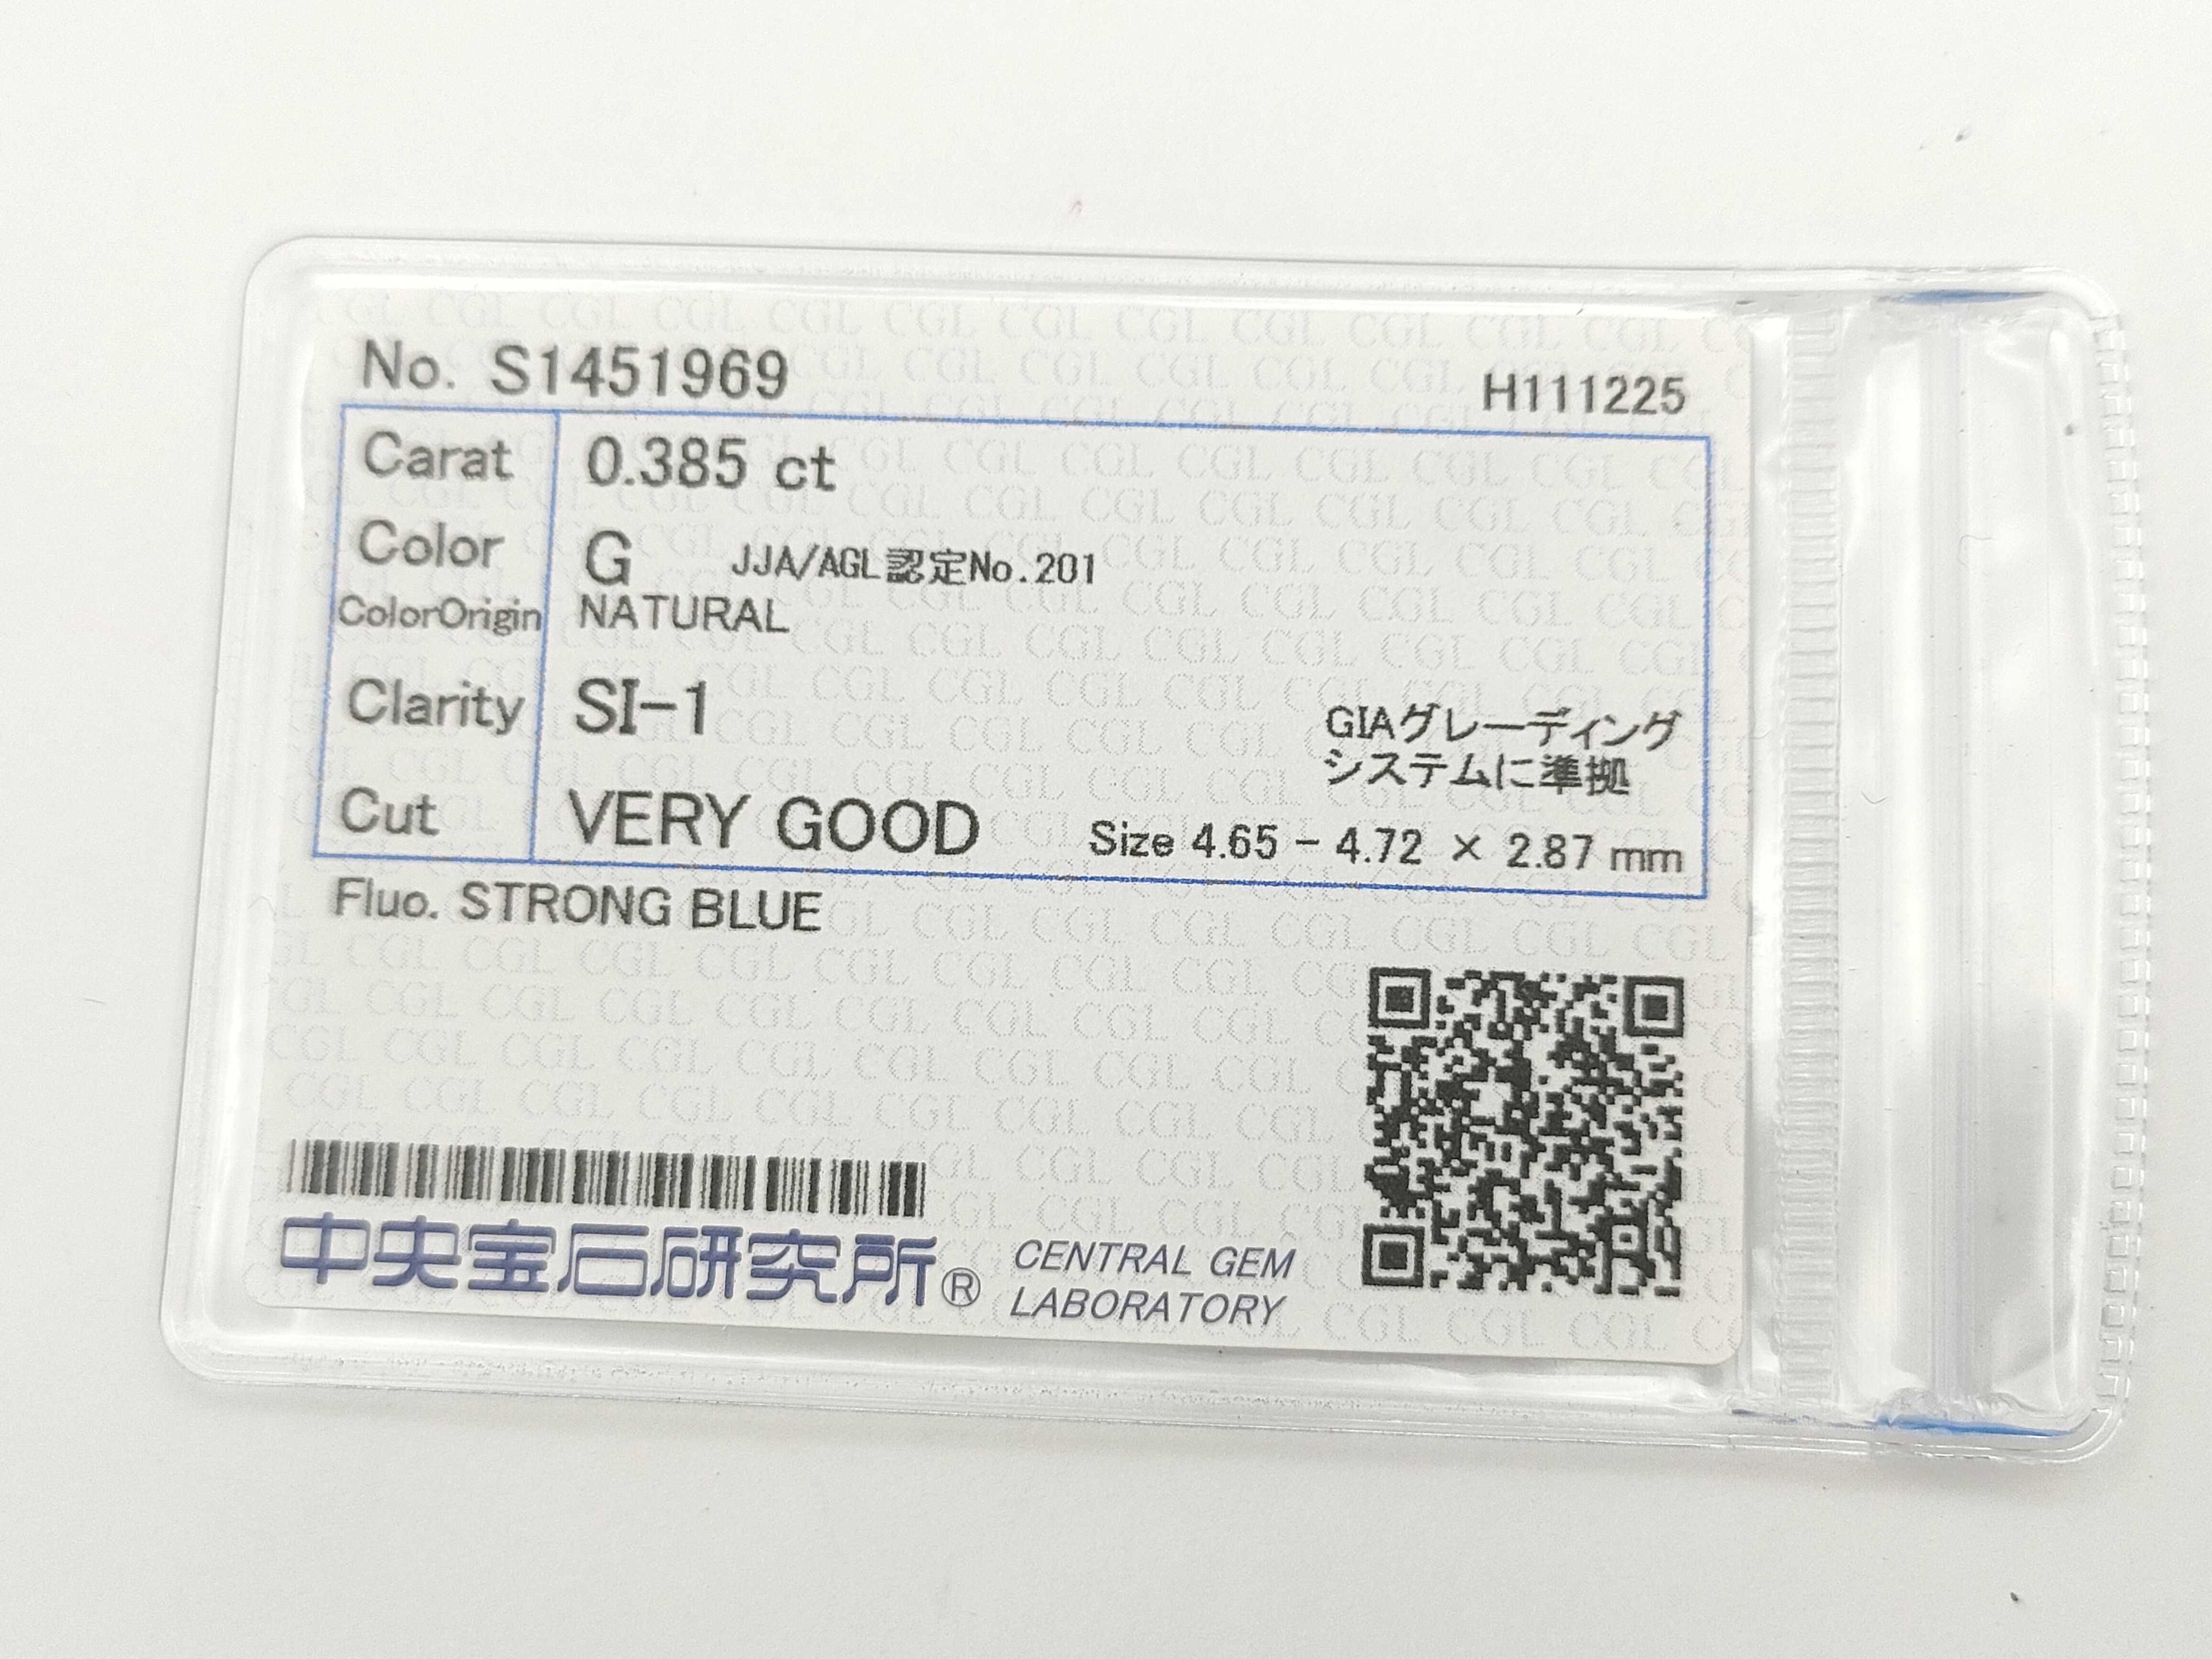 No. S1451969
H111225
Carat 0.385 ct
Color G JJA/AGL認定No.201
ColorOrigin NATURAL
Clarity SI-1
GIAグレーディング
システムに準拠
Cut VERY GOOD Size 4.65 - 4.72 × 2.87 mm
Fluo. STRONG BLUE
中央宝石研究所® CENTRAL GEM
LABORATORY